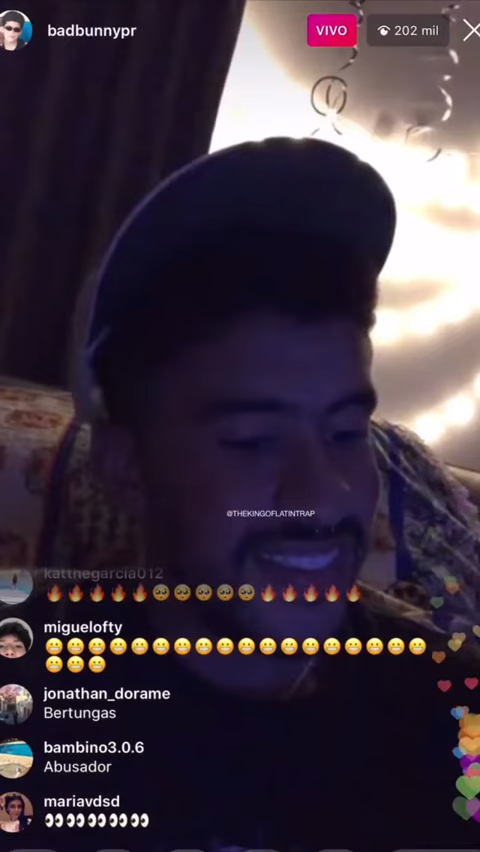 badbunnypr
VIVO
202 mil
@THEKINGOFLATINTRAP
katthegarcia012
🔥🔥🔥🔥🔥🥺🥺🥺🥺🥺🔥🔥🔥🔥🔥
miguelofty
😬😬😬😬😬😬😬😬😬😬😬😬😬😬😬😬😬😬
😬😬😬
jonathan_dorame
Bertungas
bambino3.0.6
Abusador
mariavdsd
👀👀👀👀👀👀